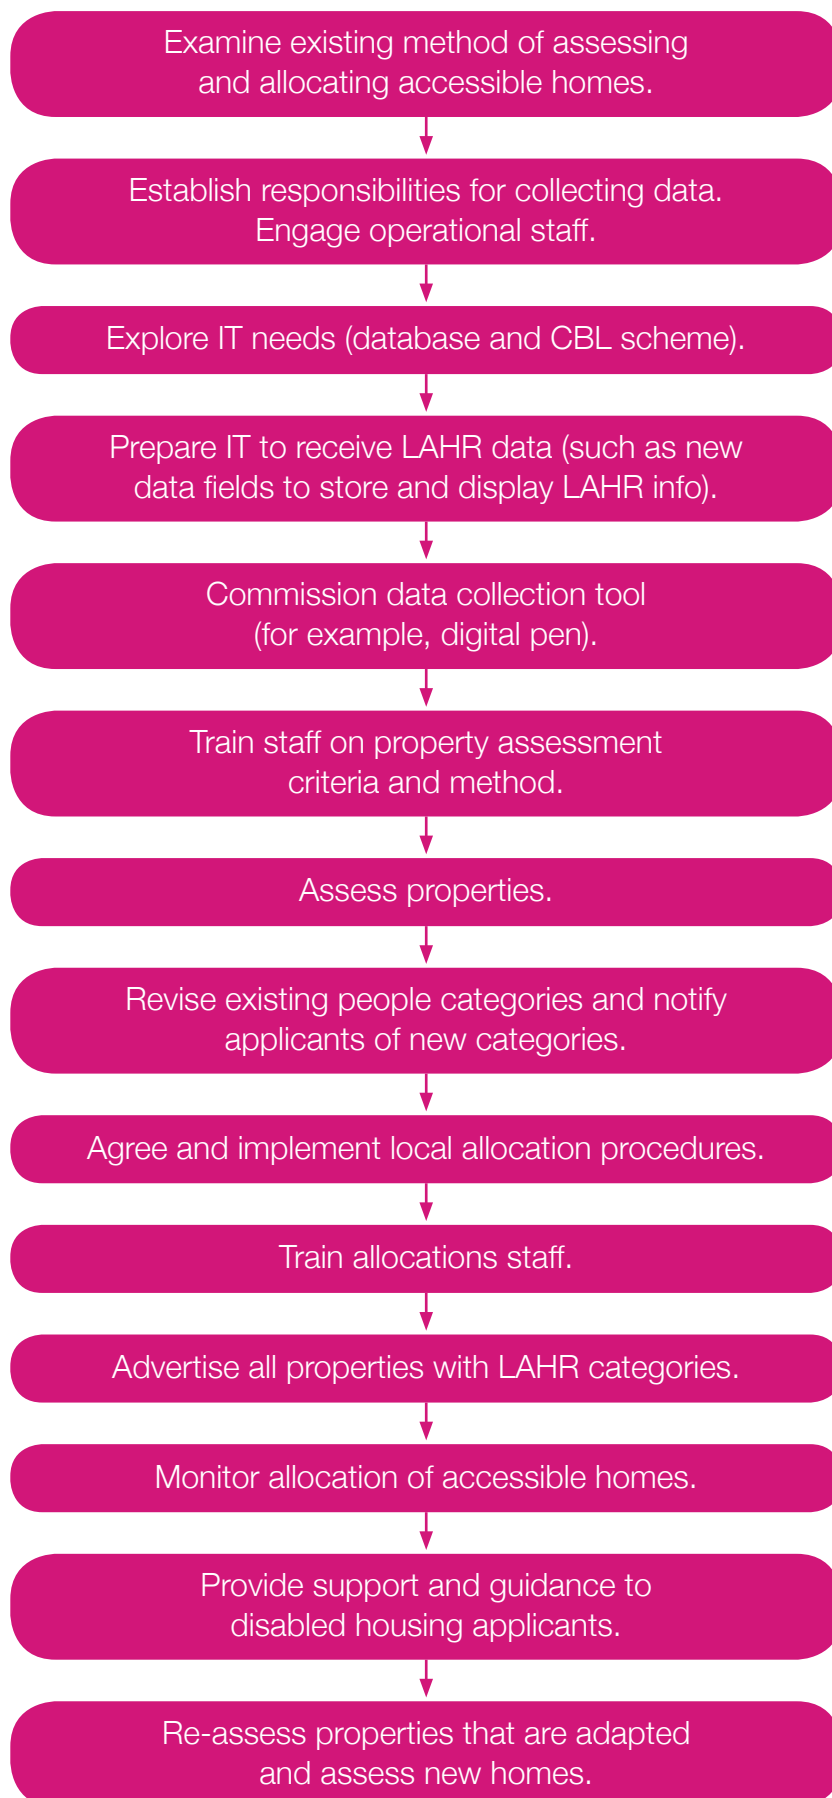 Examine existing method of assessing
and allocating accessible homes.
Establish responsibilities for collecting data.
Engage operational staff.
Explore IT needs (database and CBL scheme).
Prepare IT to receive LAHR data (such as new
data fields to store and display LAHR info).
Commission data collection tool
(for example, digital pen).
Train staff on property assessment
criteria and method.
Assess properties.
Revise existing people categories and notify
applicants of new categories.
Agree and implement local allocation procedures.
Train allocations staff.
Advertise all properties with LAHR categories.
Monitor allocation of accessible homes.
Provide support and guidance to
disabled housing applicants.
Re-assess properties that are adapted
and assess new homes.